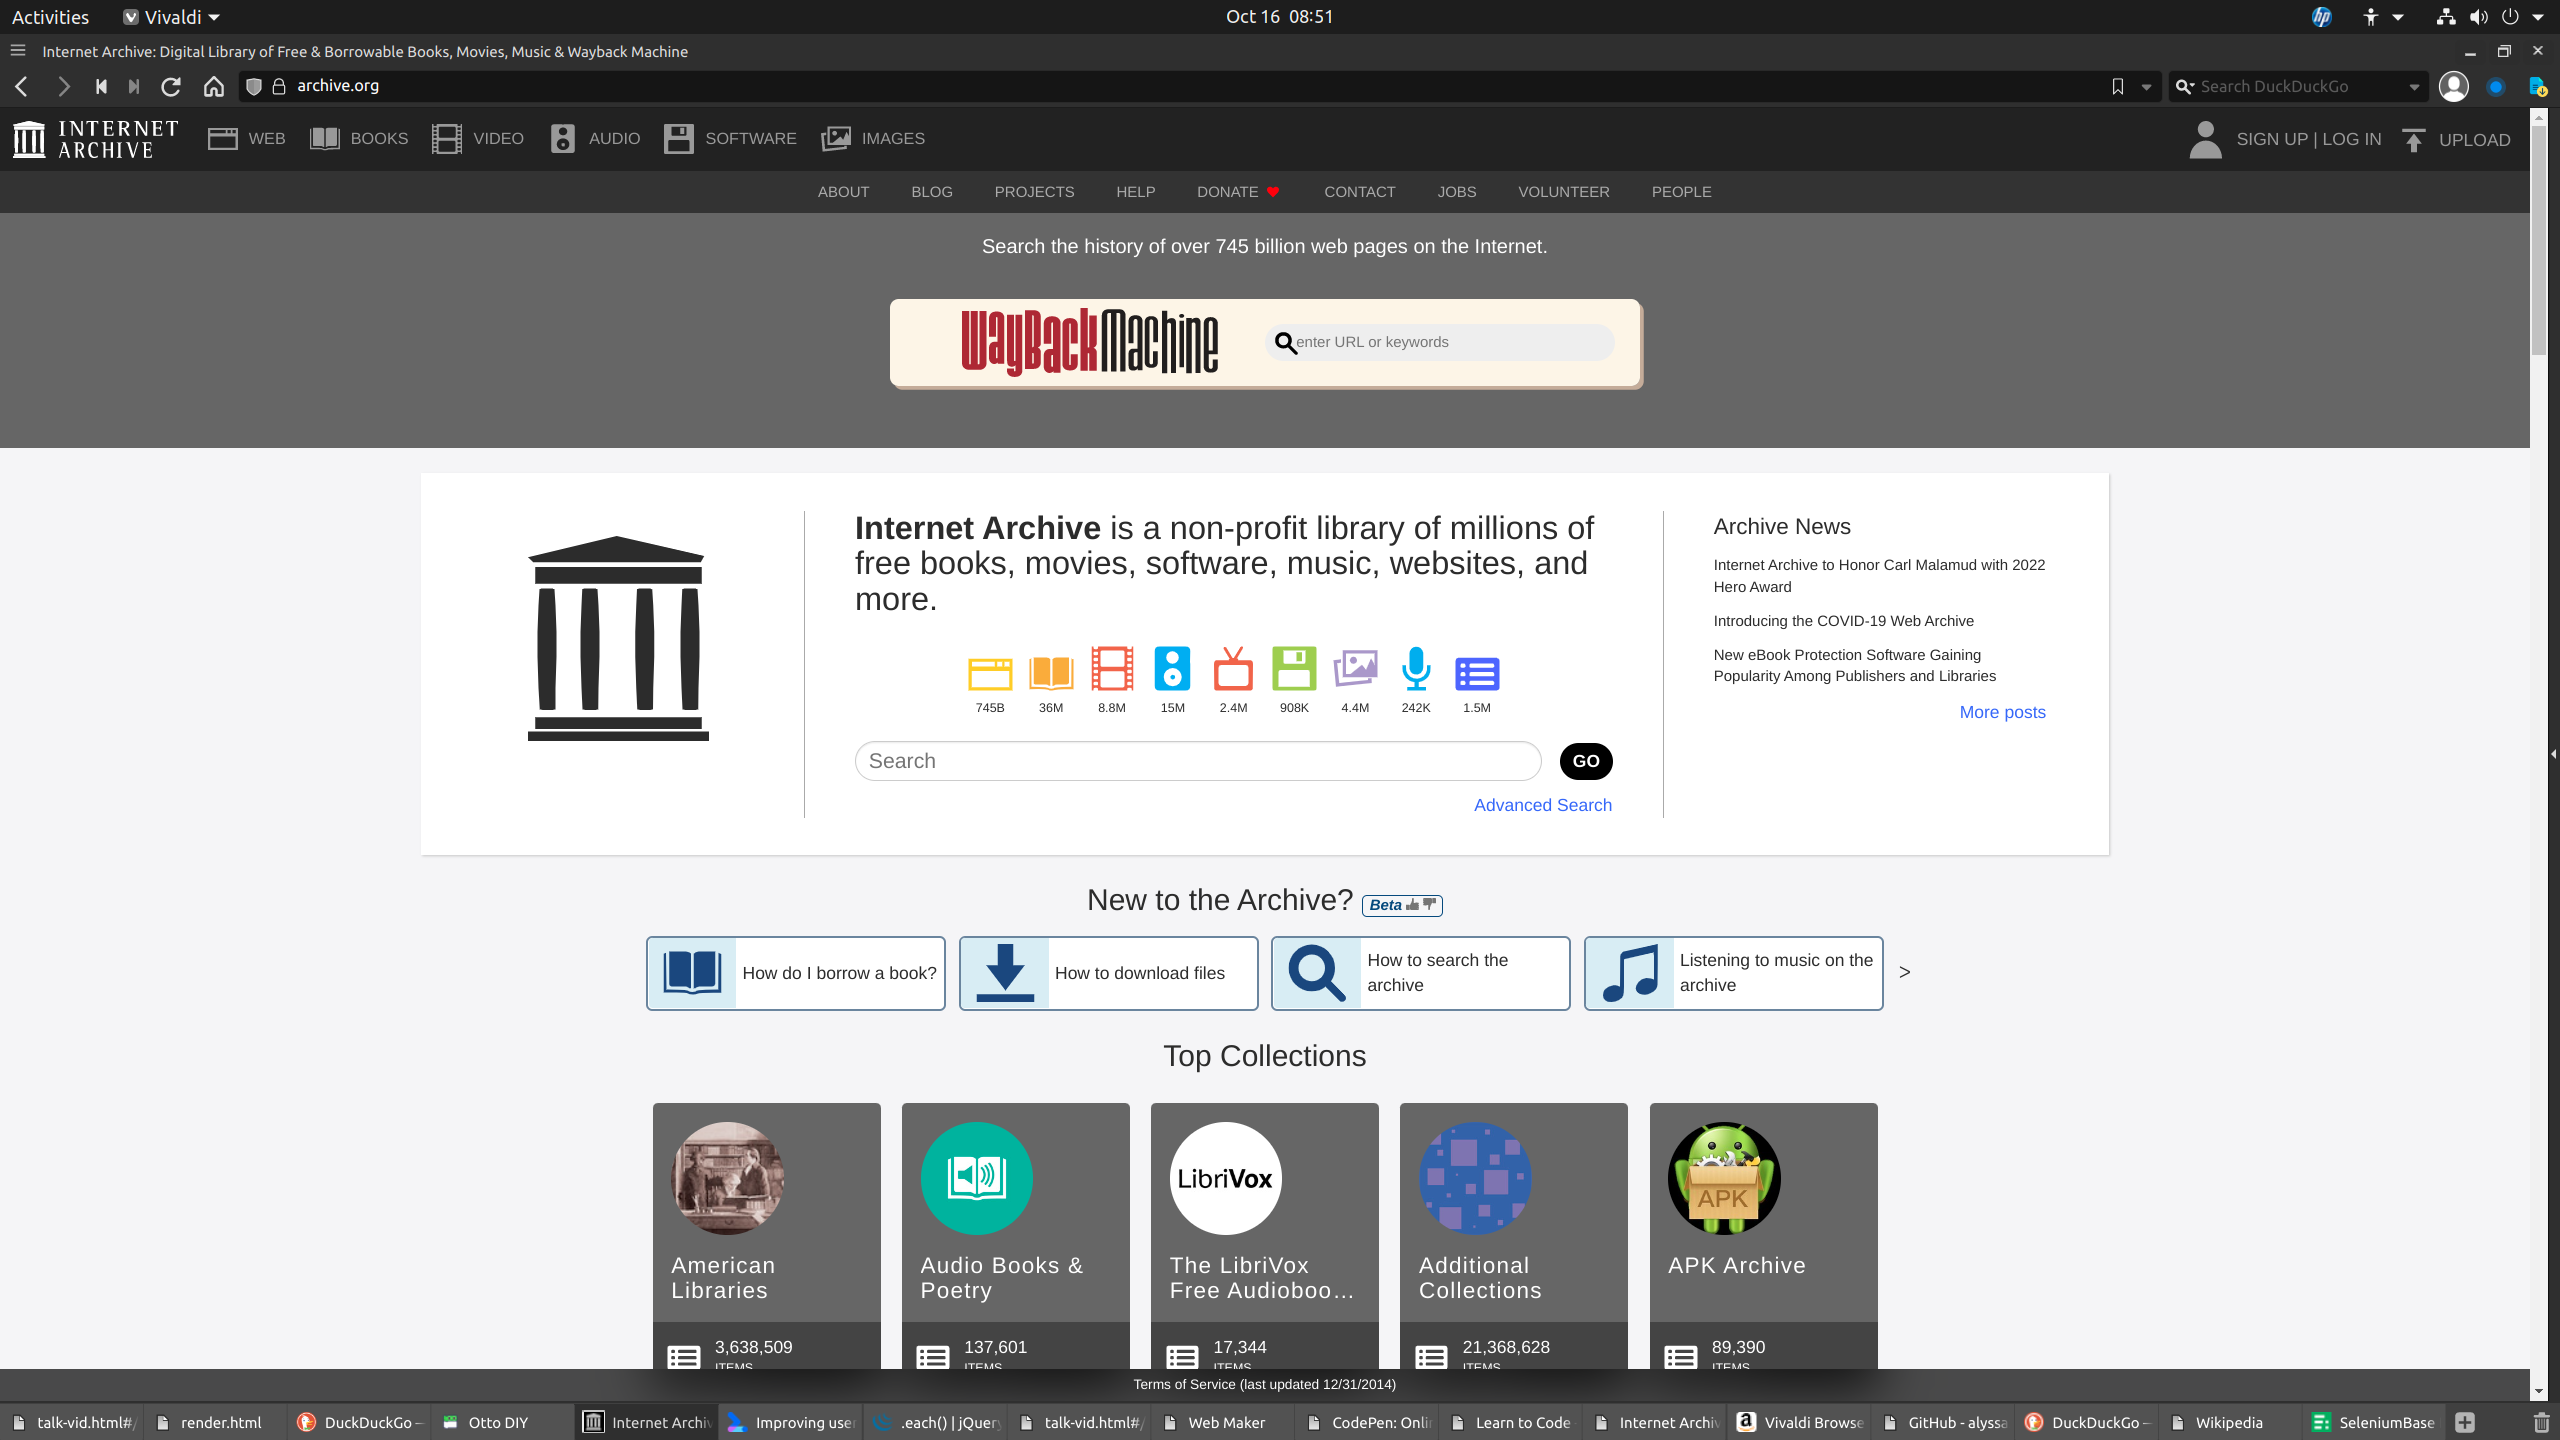 Activities
Vivaldi
Oct 16 08:51
Internet Archive: Digital Library of Free & Borrowable Books, Movies, Music & Wayback Machine
archive.org
Search DuckDuckGo
INTERNET
ARCHIVE
WEB
BOOKS
VIDEO
AUDIO
SOFTWARE
IMAGES
SIGN UP | LOG IN
UPLOAD
ABOUT
BLOG
PROJECTS
HELP
DONATE
CONTACT
JOBS
VOLUNTEER
PEOPLE
Search the history of over 745 billion web pages on the Internet.
WayBackMachine
enter URL or keywords
Internet Archive is a non-profit library of millions of
free books, movies, software, music, websites, and
more.
745B
36M
8.8M
15M
2.4M
908K
4.4M
242K
1.5M
Search
GO
Advanced Search
Archive News
Internet Archive to Honor Carl Malamud with 2022
Hero Award
Introducing the COVID-19 Web Archive
New eBook Protection Software Gaining
Popularity Among Publishers and Libraries
More posts
New to the Archive?
Beta
How do I borrow a book?
How to download files
How to search the
archive
Listening to music on the
archive
>
Top Collections
LibriVox
APK
American
Libraries
Audio Books &
Poetry
The LibriVox
Free Audioboo…
Additional
Collections
APK Archive
3,638,509
ITEMS
137,601
ITEMS
17,344
ITEMS
21,368,628
ITEMS
89,390
ITEMS
Terms of Service (last updated 12/31/2014)
talk-vid.html#/
render.html
DuckDuckGo —
Otto DIY
Internet Archiv
Improving user
.each() | jQuery
talk-vid.html#/
Web Maker
CodePen: Onli
Learn to Code
Internet Archiv
Vivaldi Browse
GitHub - alyssa
DuckDuckGo —
Wikipedia
SeleniumBase